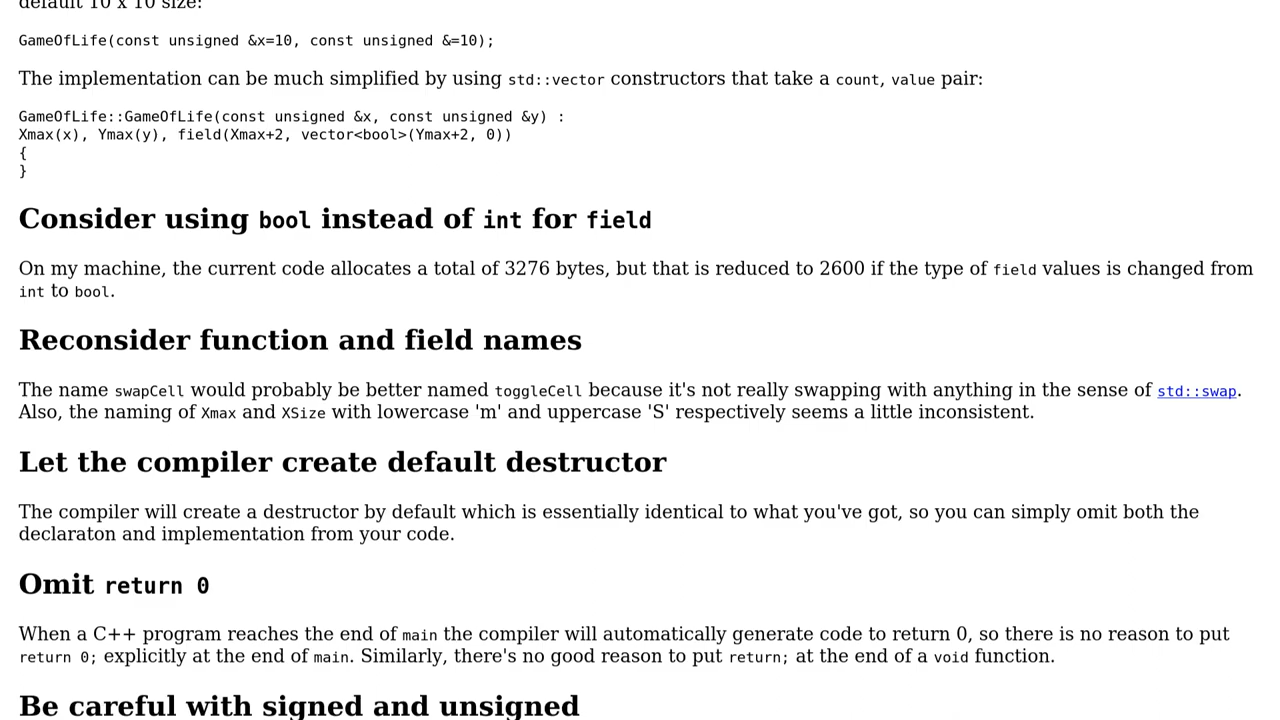 default 10 x 10 size:
GameOfLife(const unsigned &x=10, const unsigned &=10);
The implementation can be much simplified by using std::vector constructors that take a count, value pair:
GameOfLife::GameOfLife(const unsigned &x, const unsigned &y) :
Xmax(x), Ymax(y), field(Xmax+2, vector<bool>(Ymax+2, 0))
{
}
Consider using bool instead of int for field
On my machine, the current code allocates a total of 3276 bytes, but that is reduced to 2600 if the type of field values is changed from
int to bool.
Reconsider function and field names
The name swapCell would probably be better named toggleCell because it's not really swapping with anything in the sense of std::swap.
Also, the naming of Xmax and XSize with lowercase 'm' and uppercase 'S' respectively seems a little inconsistent.
Let the compiler create default destructor
The compiler will create a destructor by default which is essentially identical to what you've got, so you can simply omit both the
declaraton and implementation from your code.
Omit return 0
When a C++ program reaches the end of main the compiler will automatically generate code to return 0, so there is no reason to put
return 0; explicitly at the end of main. Similarly, there's no good reason to put return; at the end of a void function.
Be careful with signed and unsigned